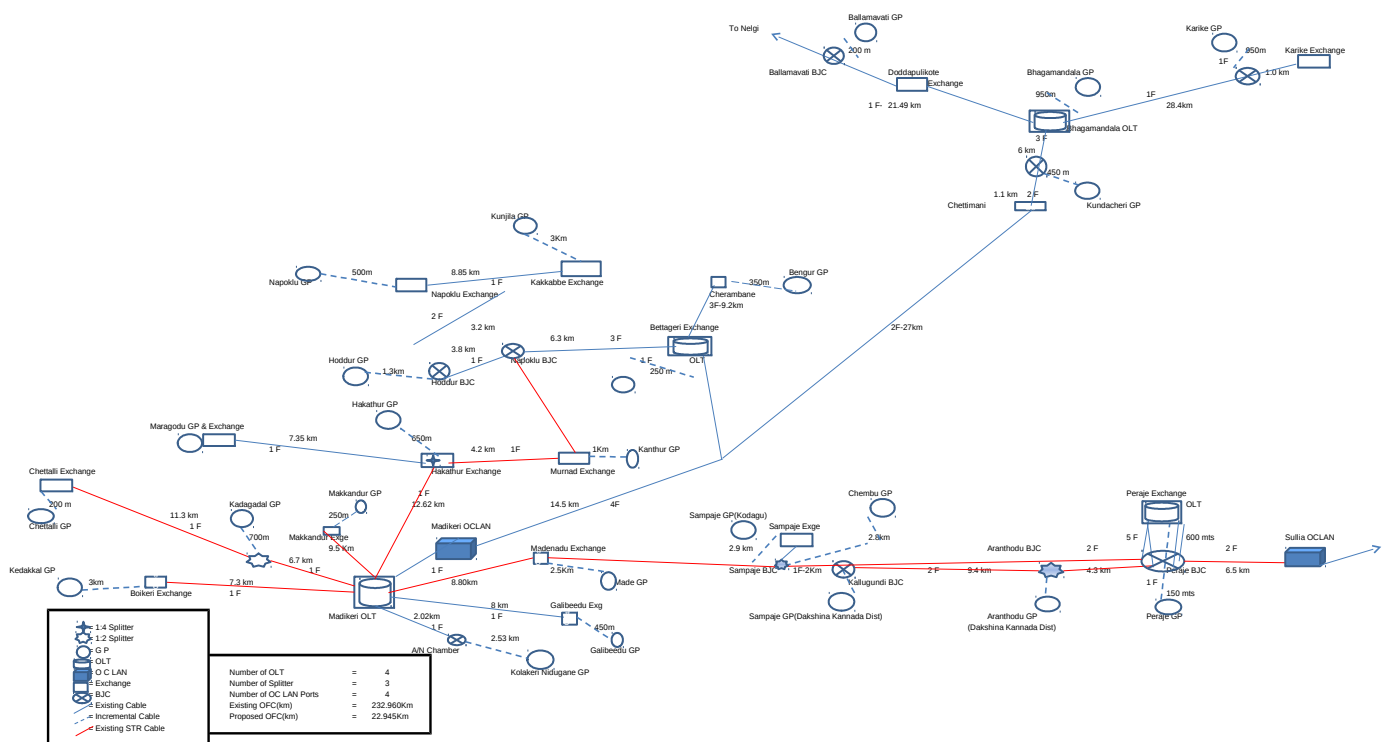 To Nelgi
Ballamavati GP
200 m
Ballamavati BJC
Doddapulikote
Exchange
1 F-  21.49 km
Karike GP
950m
Karike Exchange
1F
1.0 km
Bhagamandala GP
950m
1F
28.4km
Bhagamandala OLT
3 F
6 km
450 m
1.1 km
2 F
Chettimani
Kundacheri GP
Kunjila GP
3Km
500m
8.85 km
1 F
Napoklu GP
Napoklu Exchange
Kakkabbe Exchange
Bengur GP
350m
Cherambane
3F-9.2km
2 F
3.2 km
Bettageri Exchange
2F-27km
6.3 km
3 F
3.8 km
1 F
Napoklu BJC
OLT
1 F
250 m
Hoddur GP
1.3km
Hoddur BJC
Hakathur GP
650m
Maragodu GP & Exchange
7.35 km
1 F
4.2 km
1F
1Km
Kanthur GP
Hakathur Exchange
Murnad Exchange
Chettalli Exchange
200 m
Chettalli GP
11.3 km
1 F
Kadagadal GP
700m
Makkandur GP
250m
Makkandur Exge
9.5 Km
1 F
12.62 km
14.5 km
4F
Madikeri OCLAN
6.7 km
1 F
Kedakkal GP
3km
Boikeri Exchange
7.3 km
1 F
Madikeri OLT
1 F
8.80km
Madenadu Exchange
2.5Km
Made GP
8 km
1 F
Galibeedu Exg
450m
Galibeedu GP
2.02km
1 F
A/N Chamber
2.53 km
Kolakeri Nidugane GP
Sampaje GP(Kodagu)
Sampaje Exge
Chembu GP
2.9 km
2.8km
Sampaje BJC
1F-2Km
Kallugundi BJC
Sampaje GP(Dakshina Kannada Dist)
2 F
9.4 km
Aranthodu BJC
2 F
4.3 km
Aranthodu GP
(Dakshina Kannada Dist)
Peraje Exchange
OLT
5 F
600 mts
Peraje BJC
1 F
150 mts
Peraje GP
2 F
6.5 km
Sullia OCLAN
= 1:4 Splitter
= 1:2 Splitter
= G P
= OLT
= O C LAN
= Exchange
= BJC
= Existing Cable
= Incremental Cable
= Existing STR Cable
Number of OLT = 4
Number of Splitter = 3
Number of OC LAN Ports = 4
Existing OFC(km) = 232.960Km
Proposed OFC(km) = 22.945Km